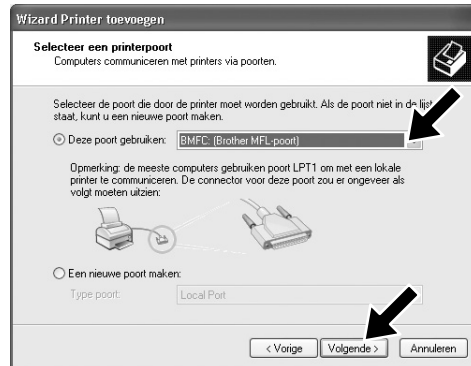 Wizard Printer toevoegen
Selecteer een printerpoort
Computers communiceren met printers via poorten.
Selecteer de poort die door de printer moet worden gebruikt. Als de poort niet in de lijst
staat, kunt u een nieuwe poort maken.
Deze poort gebruiken:
BMFC: (Brother MFL-poort)
Opmerking: de meeste computers gebruiken poort LPT1 om met een lokale
printer te communiceren. De connector voor deze poort zou er ongeveer als
volgt moeten uitzien:
Een nieuwe poort maken:
Type poort:
Local Port
< Vorige
Volgende >
Annuleren